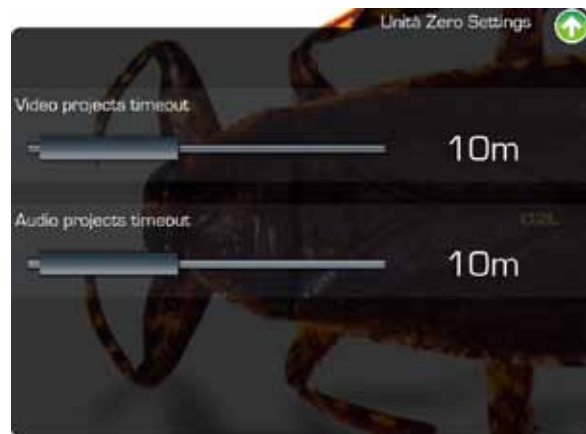 Unità Zero Settings
Video projects timeout
10m
Audio projects timeout
10m